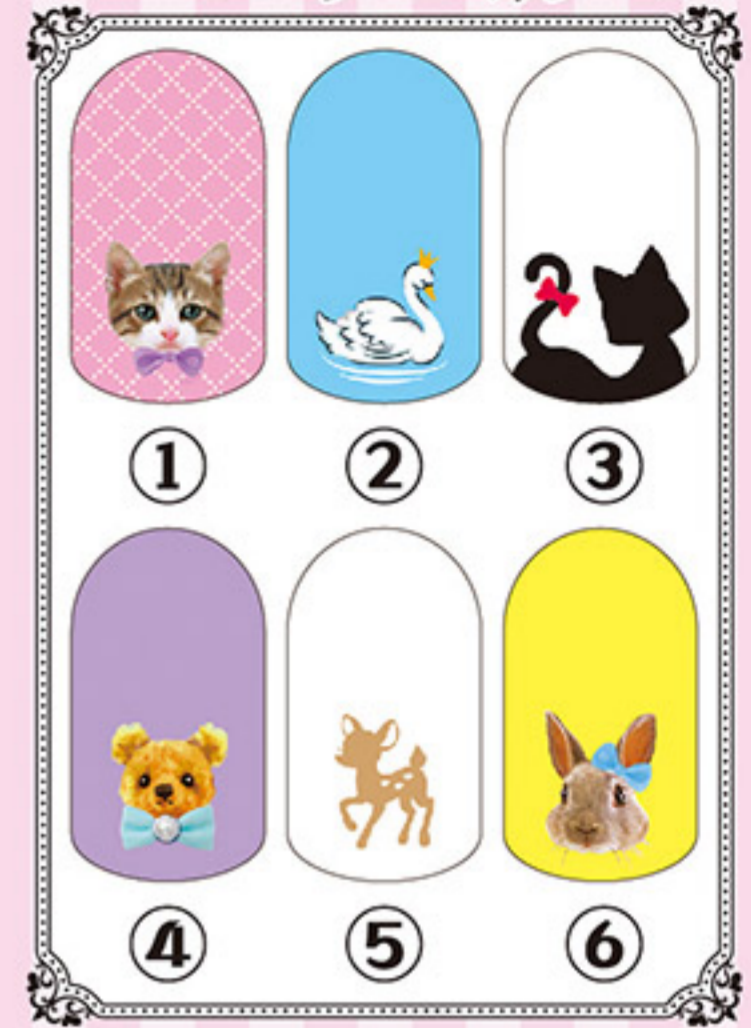 ① ② ③
④ ⑤ ⑥